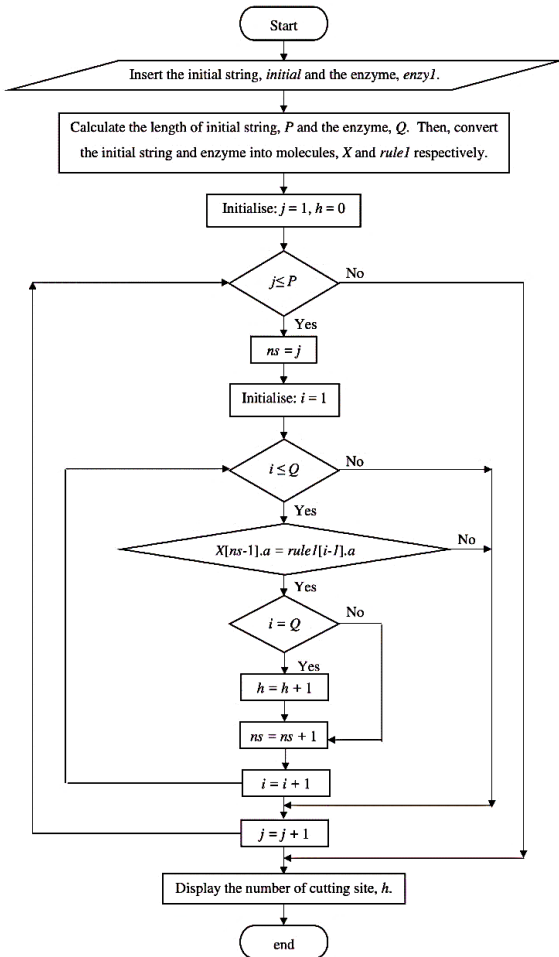 Start
Insert the initial string, initial and the enzyme, enzy1.
Calculate the length of initial string, P and the enzyme, Q. Then, convert
the initial string and enzyme into molecules, X and rule1 respectively.
Initialise: j = 1, h = 0
j ≤ P
No
Yes
ns = j
Initialise: i = 1
i ≤ Q
No
Yes
X[ns-1].a = rule1[i-1].a
No
Yes
i = Q
No
Yes
h = h + 1
ns = ns + 1
i = i + 1
j = j + 1
Display the number of cutting site, h.
end